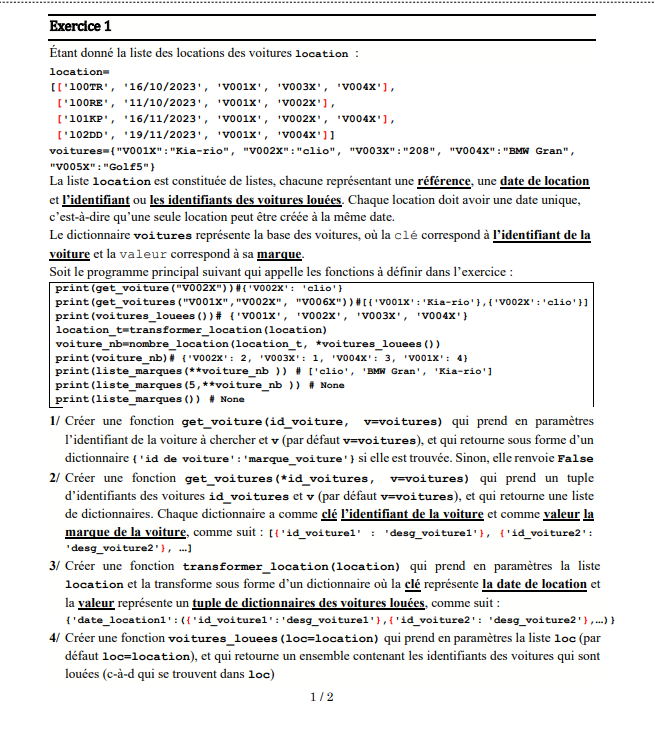 Exercice 1
Étant donné la liste des locations des voitures location :
location=
[['100TR', '16/10/2023', 'V001X', 'V003X', 'V004X'],
['100RE', '11/10/2023', 'V001X', 'V002X'],
['101KP', '16/11/2023', 'V001X', 'V002X', 'V004X'],
['102DD', '19/11/2023', 'V001X', 'V004X']]
voitures={"V001X":"Kia-rio", "V002X":"clio", "V003X":"208", "V004X":"BMW Gran",
"V005X":"Golf5"}
La liste location est constituée de listes, chacune représentant une référence, une date de location
et l'identifiant ou les identifiants des voitures louées. Chaque location doit avoir une date unique,
c'est-à-dire qu'une seule location peut être créée à la même date.
Le dictionnaire voitures représente la base des voitures, où la clé correspond à l'identifiant de la
voiture et la valeur correspond à sa marque.
Soit le programme principal suivant qui appelle les fonctions à définir dans l'exercice :
print(get_voiture("V002X"))#{'V002X': 'clio'}
print(get_voitures("V001X","V002X", "V006X"))#[{'V001X':'Kia-rio'},{'V002X':'clio'}]
print(voitures_louees())# {'V001X', 'V002X', 'V003X', 'V004X'}
location_t=transformer_location(location)
voiture_nb=nombre_location(location_t, *voitures_louees())
print(voiture_nb)# {'V002X': 2, 'V003X': 1, 'V004X': 3, 'V001X': 4}
print(liste_marques(**voiture_nb )) # ['clio', 'BMW Gran', 'Kia-rio']
print(liste_marques(5,**voiture_nb )) # None
print(liste_marques()) # None
1/ Créer une fonction get_voiture(id_voiture, v=voitures) qui prend en paramètres
l'identifiant de la voiture à chercher et v (par défaut v=voitures), et qui retourne sous forme d'un
dictionnaire {'id de voiture':'marque_voiture'} si elle est trouvée. Sinon, elle renvoie False
2/ Créer une fonction get_voitures(*id_voitures, v=voitures) qui prend un tuple
d'identifiants des voitures id_voitures et v (par défaut v=voitures), et qui retourne une liste
de dictionnaires. Chaque dictionnaire a comme clé l'identifiant de la voiture et comme valeur la
marque de la voiture, comme suit : [{'id_voiture1' : 'desg_voiture1'}, {'id_voiture2':
'desg_voiture2'}, …]
3/ Créer une fonction transformer_location(location) qui prend en paramètres la liste
location et la transforme sous forme d'un dictionnaire où la clé représente la date de location et
la valeur représente un tuple de dictionnaires des voitures louées, comme suit :
{'date_location1':({'id_voiture1':'desg_voiture1'},{'id_voiture2': 'desg_voiture2'},…)}
4/ Créer une fonction voitures_louees(loc=location) qui prend en paramètres la liste loc (par
défaut loc=location), et qui retourne un ensemble contenant les identifiants des voitures qui sont
louées (c-à-d qui se trouvent dans loc)
1 / 2